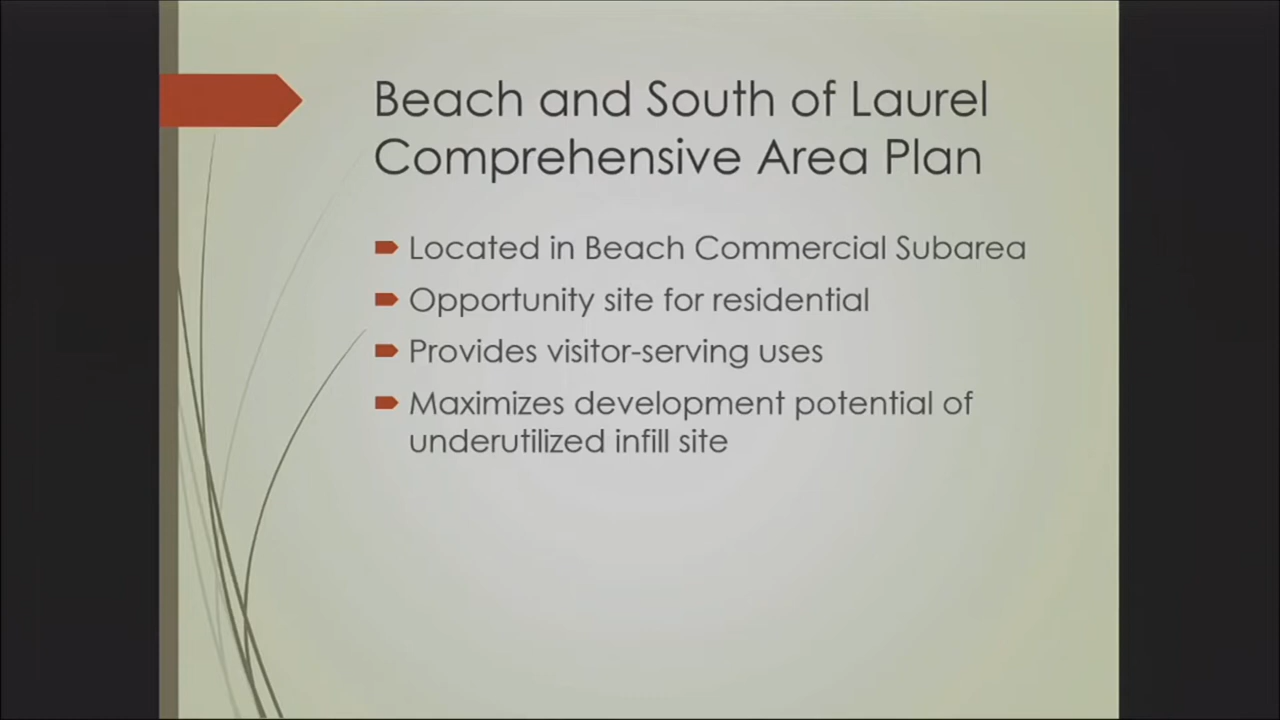 Beach and South of Laurel
Comprehensive Area Plan
Located in Beach Commercial Subarea
Opportunity site for residential
Provides visitor-serving uses
Maximizes development potential of
underutilized infill site